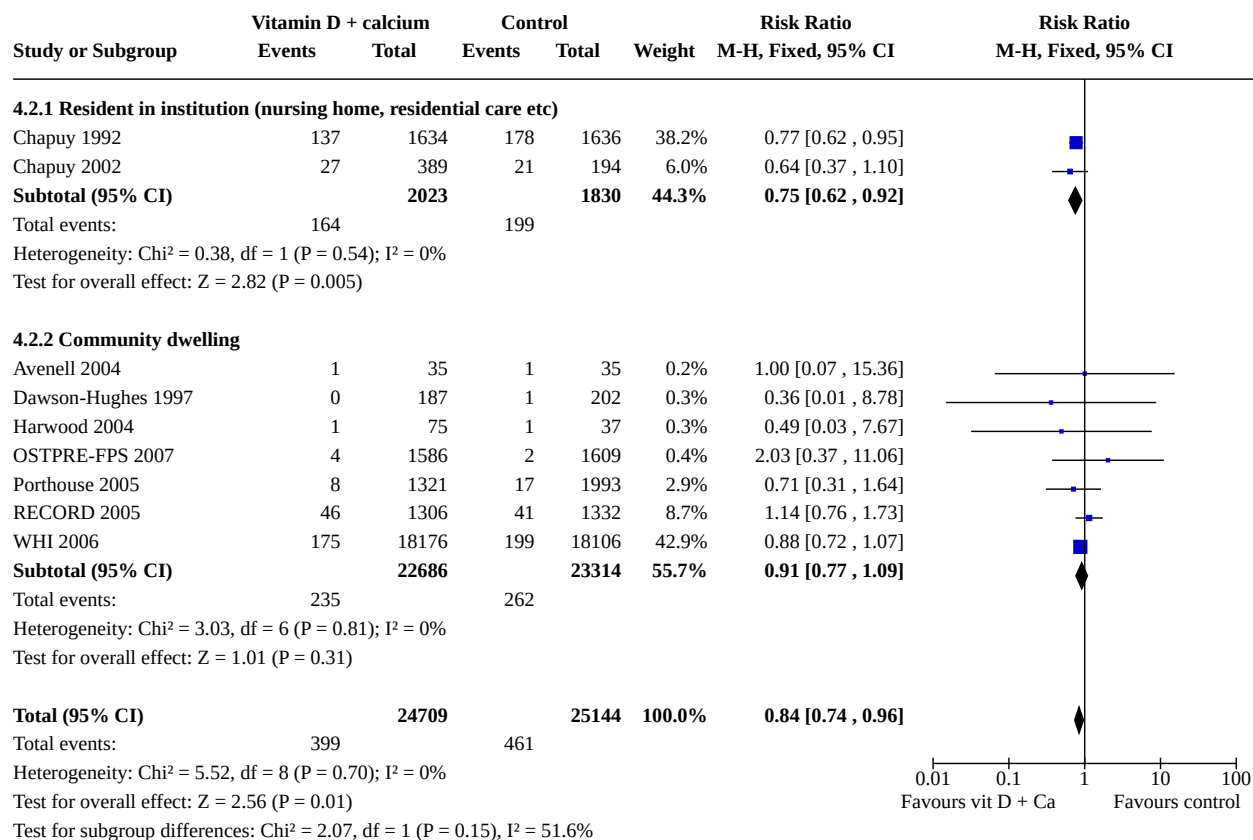 Vitamin D + calcium Control Risk Ratio Risk Ratio
Study or Subgroup Events Total Events Total Weight M-H, Fixed, 95% CI M-H, Fixed, 95% CI
4.2.1 Resident in institution (nursing home, residential care etc)
Chapuy 1992 137 1634 178 1636 38.2% 0.77 [0.62 , 0.95]
Chapuy 2002 27 389 21 194 6.0% 0.64 [0.37 , 1.10]
Subtotal (95% CI) 2023 1830 44.3% 0.75 [0.62 , 0.92]
Total events: 164 199
Heterogeneity: Chi² = 0.38, df = 1 (P = 0.54); I² = 0%
Test for overall effect: Z = 2.82 (P = 0.005)
4.2.2 Community dwelling
Avenell 2004 1 35 1 35 0.2% 1.00 [0.07 , 15.36]
Dawson-Hughes 1997 0 187 1 202 0.3% 0.36 [0.01 , 8.78]
Harwood 2004 1 75 1 37 0.3% 0.49 [0.03 , 7.67]
OSTPRE-FPS 2007 4 1586 2 1609 0.4% 2.03 [0.37 , 11.06]
Porthouse 2005 8 1321 17 1993 2.9% 0.71 [0.31 , 1.64]
RECORD 2005 46 1306 41 1332 8.7% 1.14 [0.76 , 1.73]
WHI 2006 175 18176 199 18106 42.9% 0.88 [0.72 , 1.07]
Subtotal (95% CI) 22686 23314 55.7% 0.91 [0.77 , 1.09]
Total events: 235 262
Heterogeneity: Chi² = 3.03, df = 6 (P = 0.81); I² = 0%
Test for overall effect: Z = 1.01 (P = 0.31)
Total (95% CI) 24709 25144 100.0% 0.84 [0.74 , 0.96]
Total events: 399 461
Heterogeneity: Chi² = 5.52, df = 8 (P = 0.70); I² = 0%
Test for overall effect: Z = 2.56 (P = 0.01)
Test for subgroup differences: Chi² = 2.07, df = 1 (P = 0.15), I² = 51.6%
0.01 0.1 1 10 100
Favours vit D + Ca Favours control